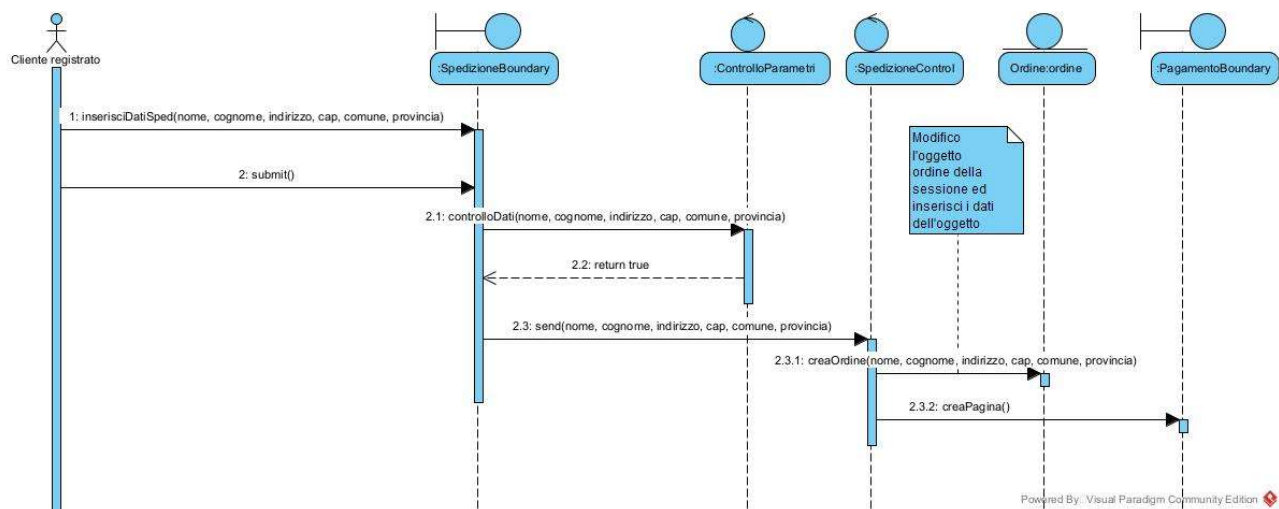 Cliente registrato
:SpedizioneBoundary
:ControlloParametri
:SpedizioneControl
Ordine:ordine
:PagamentoBoundary
1: inserisciDatiSped(nome, cognome, indirizzo, cap, comune, provincia)
Modifico
l'oggetto
ordine della
sessione ed
inserisci i dati
dell'oggetto
2: submit()
2.1: controlloDati(nome, cognome, indirizzo, cap, comune, provincia)
2.2: return true
2.3: send(nome, cognome, indirizzo, cap, comune, provincia)
2.3.1: creaOrdine(nome, cognome, indirizzo, cap, comune, provincia)
2.3.2: creaPagina()
Powered By: Visual Paradigm Community Edition